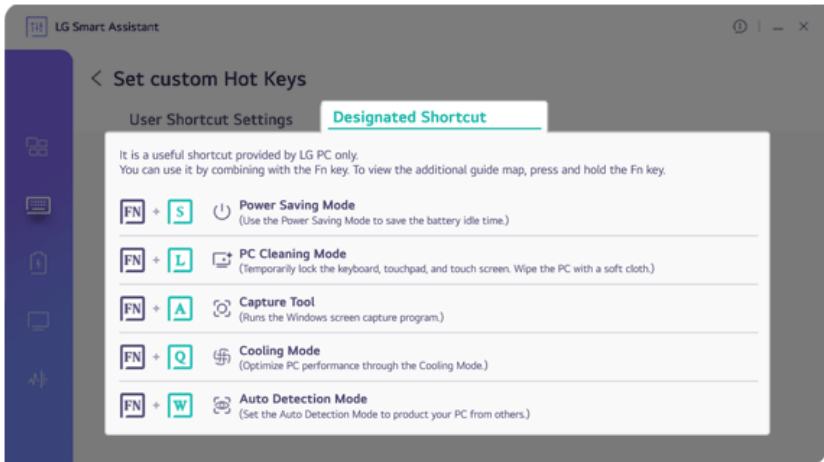 LG Smart Assistant
Set custom Hot Keys
User Shortcut Settings
Designated Shortcut
It is a useful shortcut provided by LG PC only.
You can use it by combining with the Fn key. To view the additional guide map, press and hold the Fn key.
FN + S Power Saving Mode
(Use the Power Saving Mode to save the battery idle time.)
FN + L PC Cleaning Mode
(Temporarily lock the keyboard, touchpad, and touch screen. Wipe the PC with a soft cloth.)
FN + A Capture Tool
(Runs the Windows screen capture program.)
FN + Q Cooling Mode
(Optimize PC performance through the Cooling Mode.)
FN + W Auto Detection Mode
(Set the Auto Detection Mode to product your PC from others.)